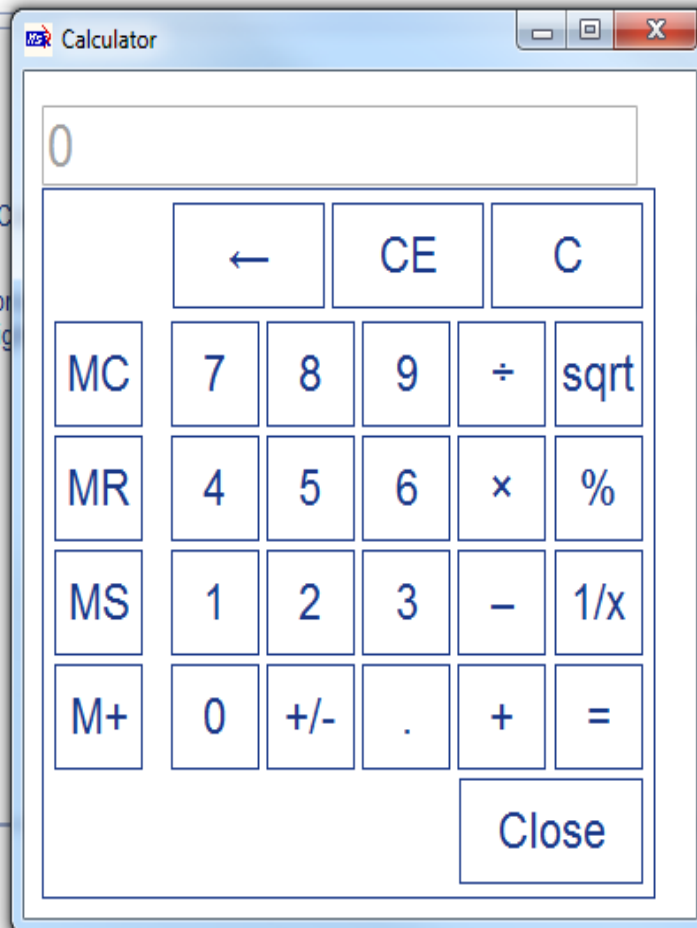 Calculator
0
← CE C
MC 7 8 9 ÷ sqrt
MR 4 5 6 × %
MS 1 2 3 – 1/x
M+ 0 +/- . + =
Close